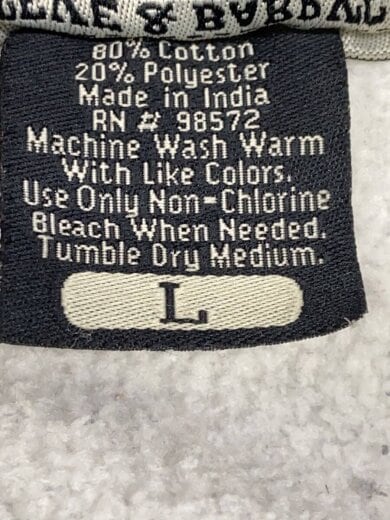 80% Cotton
20% Polyester
Made in India
RN # 98572
Machine Wash Warm
With Like Colors.
Use Only Non-Chlorine
Bleach When Needed.
Tumble Dry Medium.
L